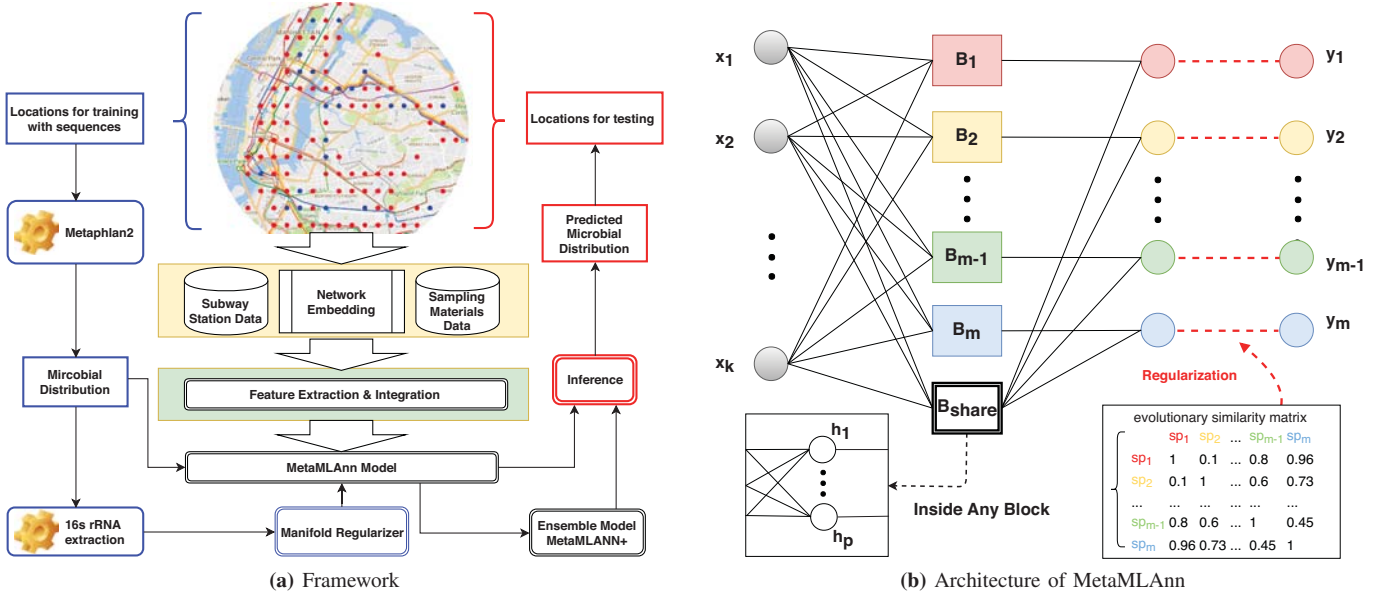 Locations for training
with sequences
Metaphlan2
Mircobial
Distribution
16s rRNA
extraction
Subway
Station Data
Network
Embedding
Sampling
Materials
Data
Feature Extraction & Integration
MetaMLAnn Model
Manifold Regularizer
Ensemble Model
MetaMLANN+
Locations for testing
Predicted
Microbial
Distribution
Inference
(a) Framework
x1
x2
xk
B1
B2
Bm-1
Bm
Bshare
y1
y2
ym-1
ym
h1
hp
Inside Any Block
Regularization
evolutionary similarity matrix
sp1 sp2 ... spm-1 spm
sp1 1 0.1 ... 0.8 0.96
sp2 0.1 1 ... 0.6 0.73
... ... ... ... ...
spm-1 0.8 0.6 ... 1 0.45
spm 0.96 0.73 ... 0.45 1
(b) Architecture of MetaMLAnn